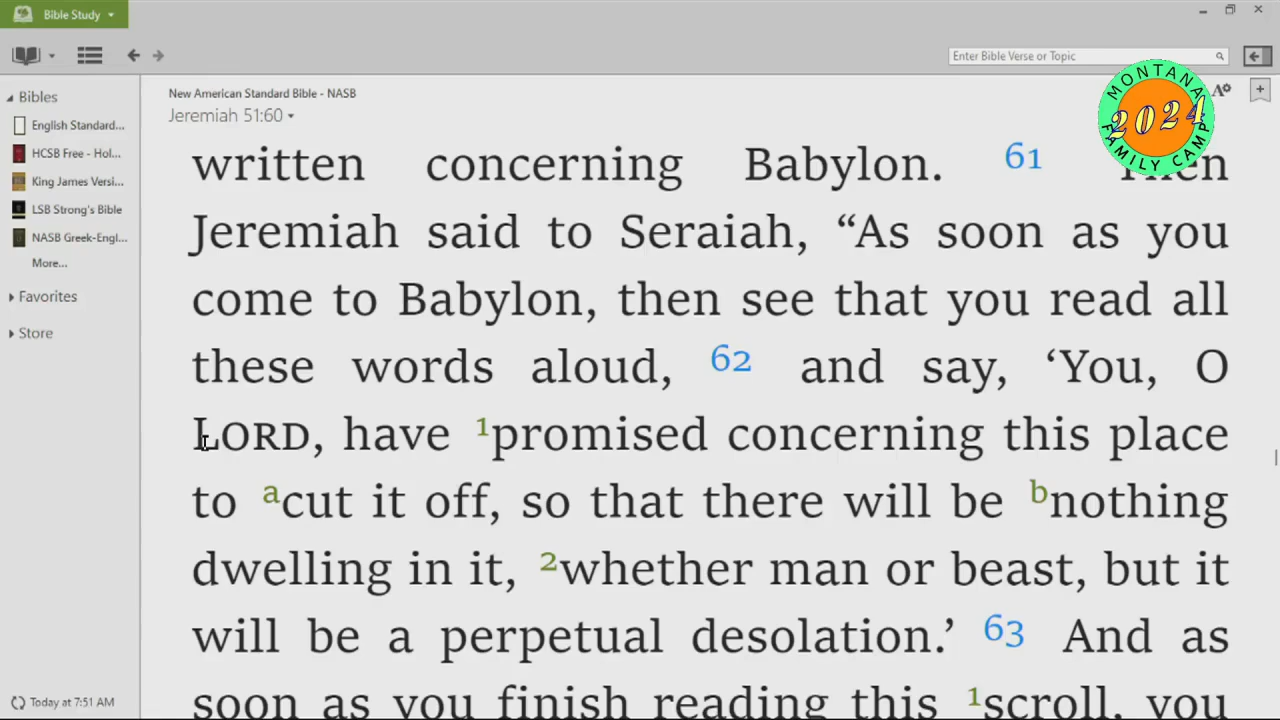 Bible Study
Enter Bible Verse or Topic
MONTANA
2024
FAMILY CAMP
Bibles
English Standard...
HCSB Free - Hol...
King James Versi...
LSB Strong's Bible
NASB Greek-Engl...
More...
Favorites
Store
Today at 7:51 AM
New American Standard Bible - NASB
Jeremiah 51:60
written concerning Babylon. 61 Then
Jeremiah said to Seraiah, “As soon as you
come to Babylon, then see that you read all
these words aloud, 62 and say, ‘You, O
LORD, have 1promised concerning this place
to acut it off, so that there will be bnothing
dwelling in it, 2whether man or beast, but it
will be a perpetual desolation.’ 63 And as
soon as you finish reading this 1scroll, you